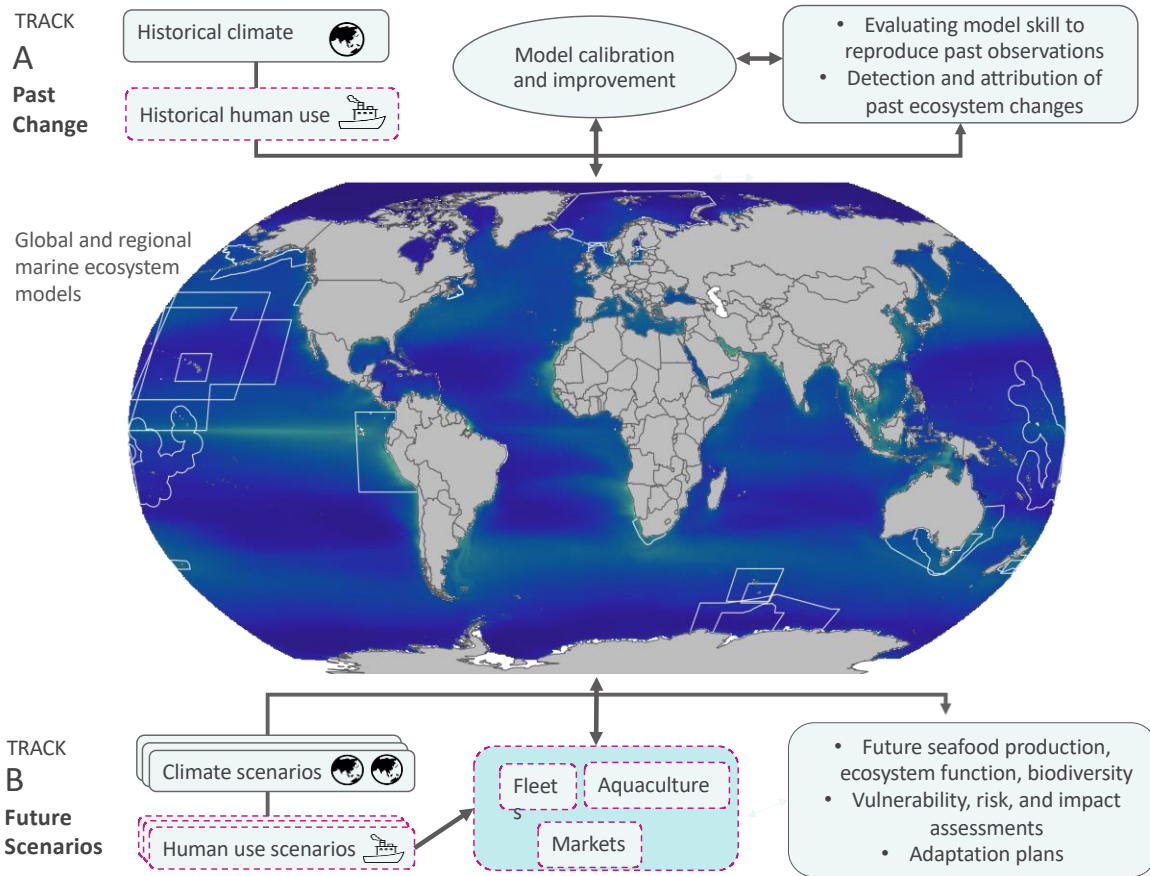 TRACK
A
Past
Change
Historical climate
Historical human use
Model calibration
and improvement
• Evaluating model skill to
reproduce past observations
• Detection and attribution of
past ecosystem changes
Global and regional
marine ecosystem
models
TRACK
B
Future
Scenarios
Climate scenarios
Human use scenarios
Fleet
s
Aquaculture
Markets
• Future seafood production,
ecosystem function, biodiversity
• Vulnerability, risk, and impact
assessments
• Adaptation plans